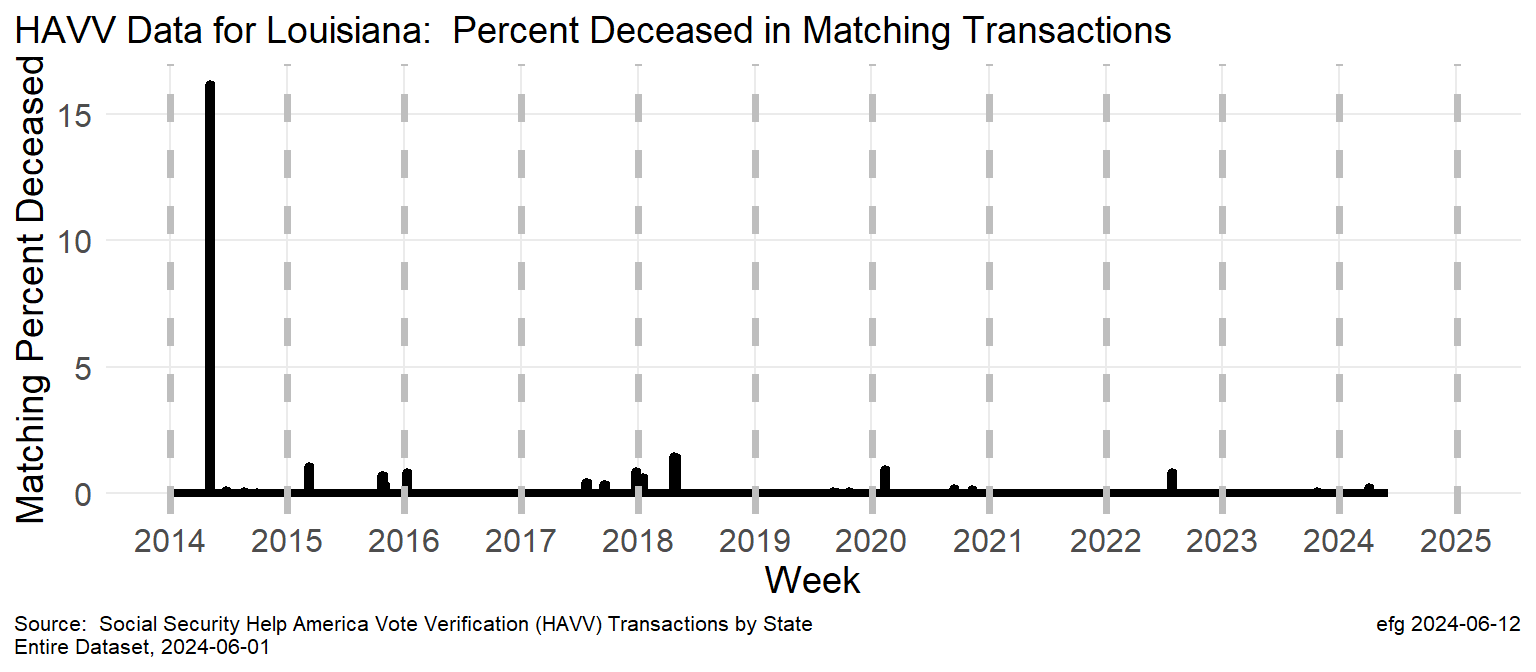 HAVV Data for Louisiana:  Percent Deceased in Matching Transactions
Matching Percent Deceased
15
10
5
0
2014 2015 2016 2017 2018 2019 2020 2021 2022 2023 2024 2025
Week
Source:  Social Security Help America Vote Verification (HAVV) Transactions by State
Entire Dataset, 2024-06-01
efg 2024-06-12